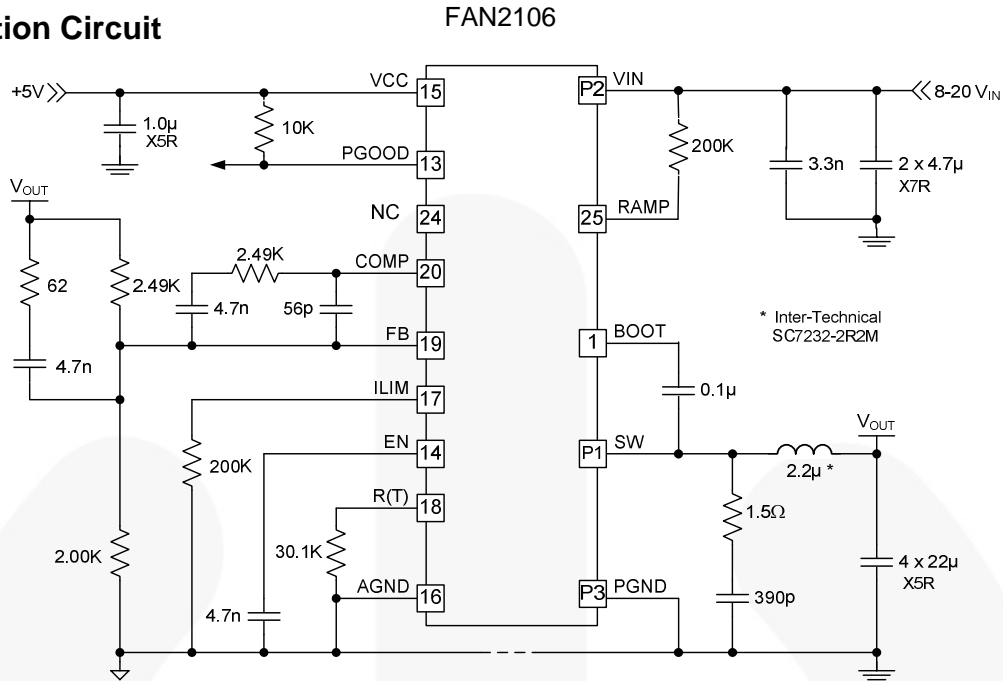 FAN2106
tion Circuit
+5V
VCC
15
P2
VIN
8-20 VIN
1.0µ
X5R
10K
200K
3.3n
2 x 4.7µ
X7R
PGOOD
13
VOUT
NC
24
25
RAMP
62
2.49K
2.49K
COMP
20
4.7n
56p
* Inter-Technical
SC7232-2R2M
FB
19
1
BOOT
4.7n
ILIM
17
0.1µ
VOUT
200K
EN
14
P1
SW
2.2µ *
R(T)
18
1.5Ω
2.00K
30.1K
4 x 22µ
X5R
AGND
16
P3
PGND
390p
4.7n